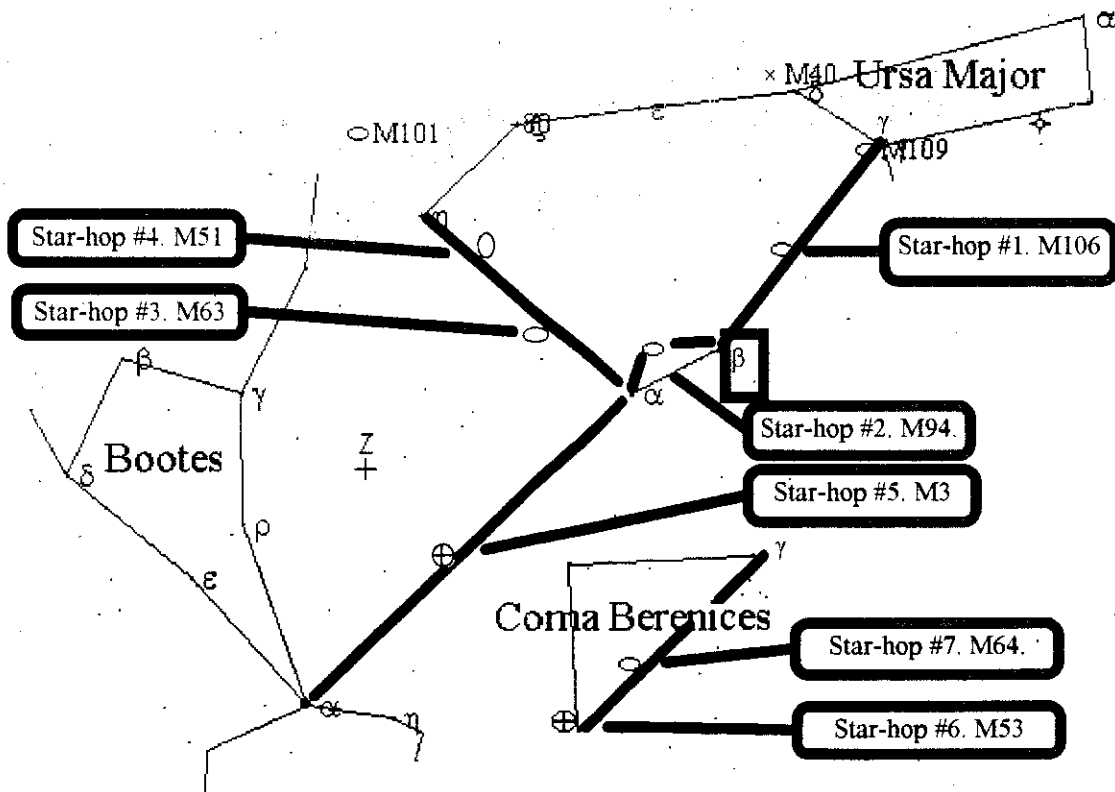 α
× M40
δ
Ursa Major
ε
ζ
M101
γ
M109
η
Star-hop #4. M51
Star-hop #1. M106
Star-hop #3. M63
β
γ
β
α
Star-hop #2. M94.
Z
Bootes
δ
Star-hop #5. M3
ρ
γ
ε
Coma Berenices
Star-hop #7. M64.
α
η
Star-hop #6. M53